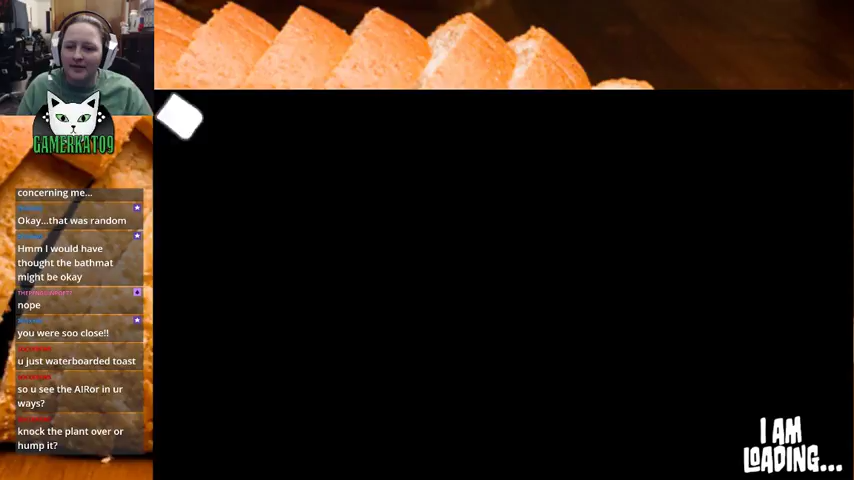 GAMERKAT09
concerning me...
Okay...that was random
Hmm I would have
thought the bathmat
might be okay
nope
you were soo close!!
u just waterboarded toast
so u see the AIRor in ur
ways?
knock the plant over or
hump it?
I AM
LOADING...